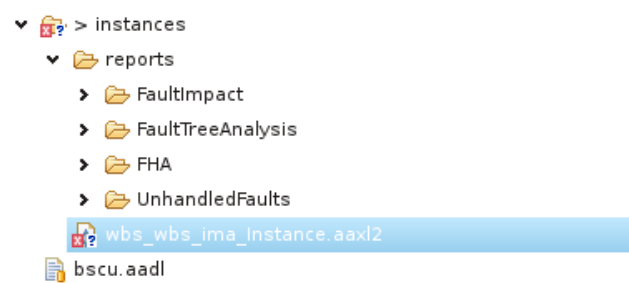 > instances
reports
FaultImpact
FaultTreeAnalysis
FHA
UnhandledFaults
wbs_wbs_ima_Instance.aaxl2
bscu.aadl